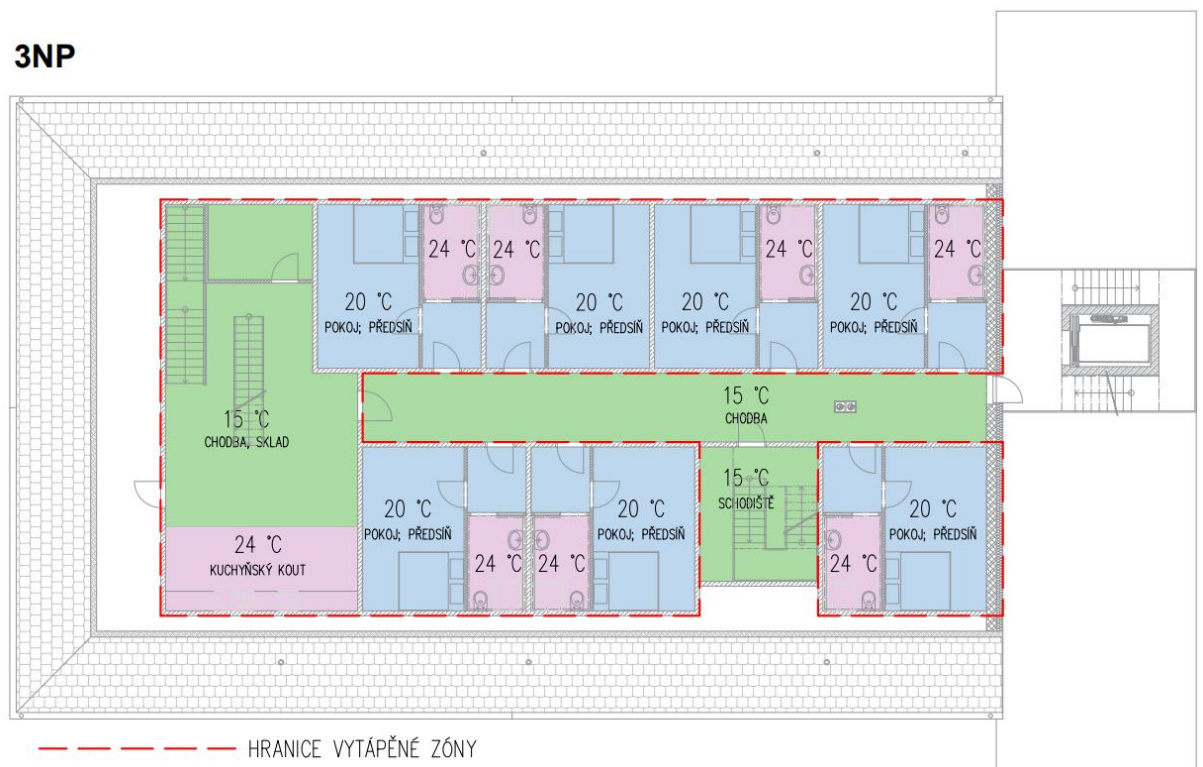 3NP
24 °C
24 °C
24 °C
24 °C
20 °C
POKOJ; PŘEDSÍŇ
20 °C
POKOJ; PŘEDSÍŇ
20 °C
POKOJ; PŘEDSÍŇ
20 °C
POKOJ; PŘEDSÍŇ
15 °C
CHODBA
15 °C
CHODBA, SKLAD
15 °C
SCHODIŠTĚ
20 °C
POKOJ; PŘEDSÍŇ
20 °C
POKOJ; PŘEDSÍŇ
20 °C
POKOJ; PŘEDSÍŇ
24 °C
KUCHYŇSKÝ KOUT
24 °C
24 °C
24 °C
HRANICE VYTÁPĚNÉ ZÓNY